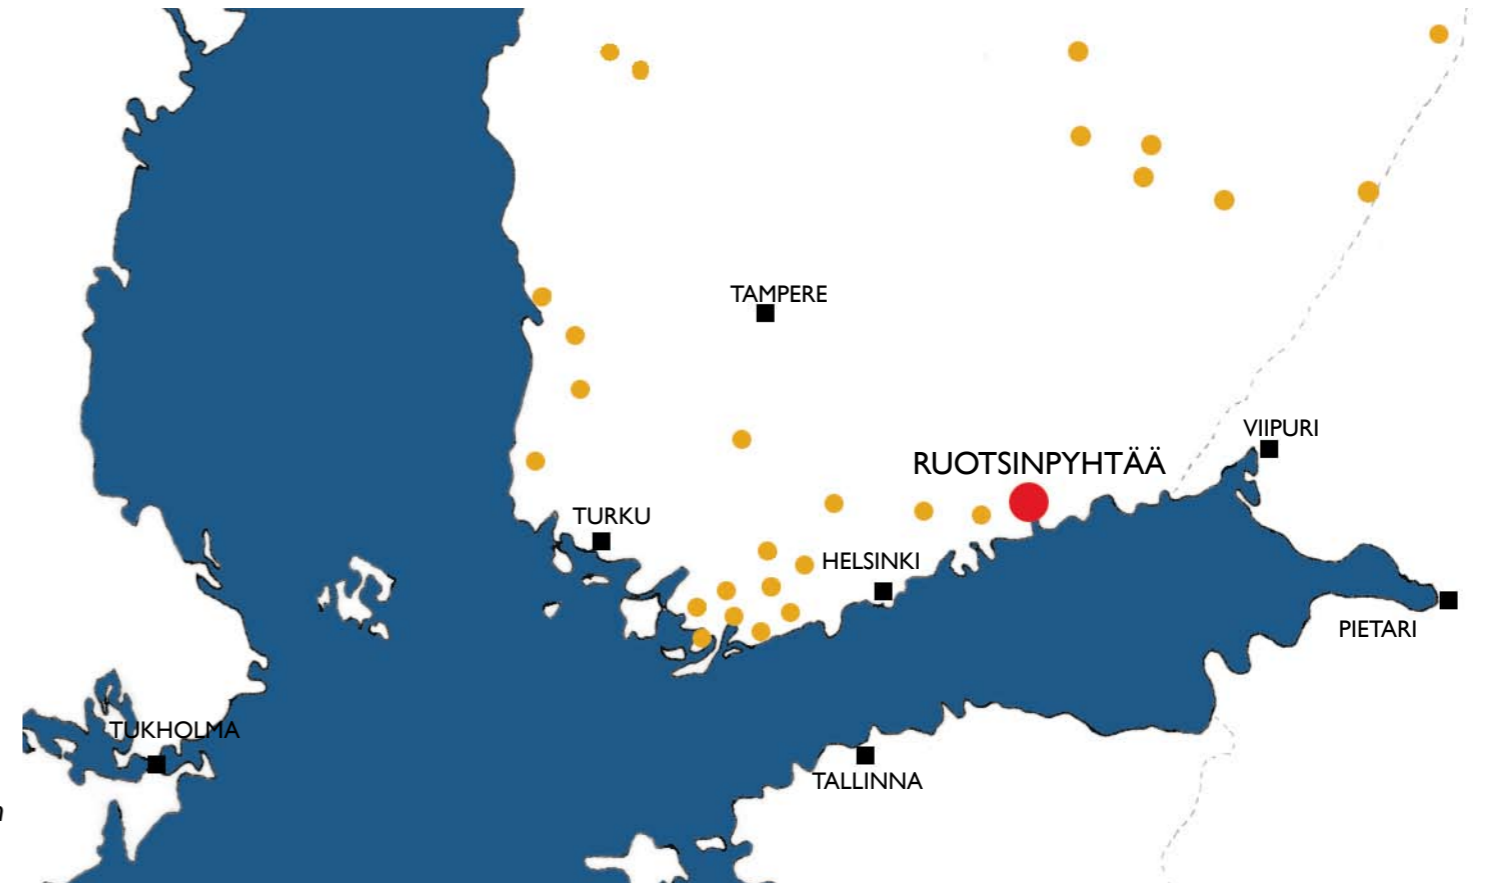 TAMPERE
VIIPURI
RUOTSINPYHTÄÄ
TURKU
HELSINKI
PIETARI
TUKHOLMA
TALLINNA